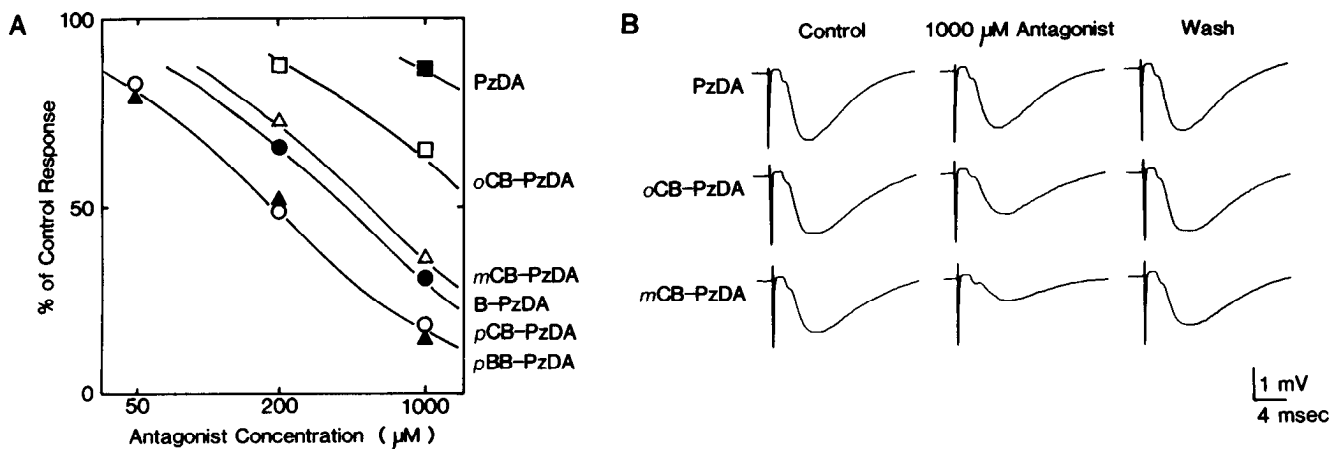 A
100
50
0
% of Control Response
50
200
1000
Antagonist Concentration ( μM )
PzDA
oCB-PzDA
mCB-PzDA
B-PzDA
pCB-PzDA
pBB-PzDA
B
Control
1000 μM Antagonist
Wash
PzDA
oCB-PzDA
mCB-PzDA
1 mV
4 msec